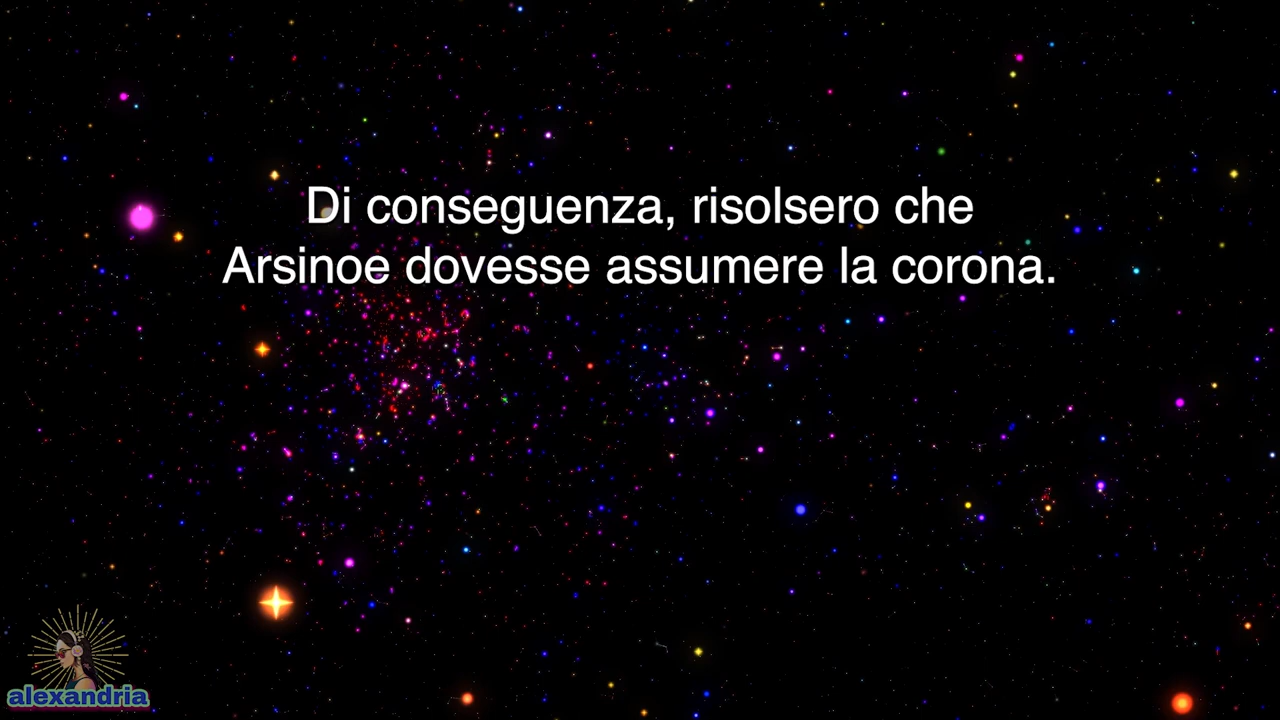 Di conseguenza, risolsero che
Arsinoe dovesse assumere la corona.
alexandria